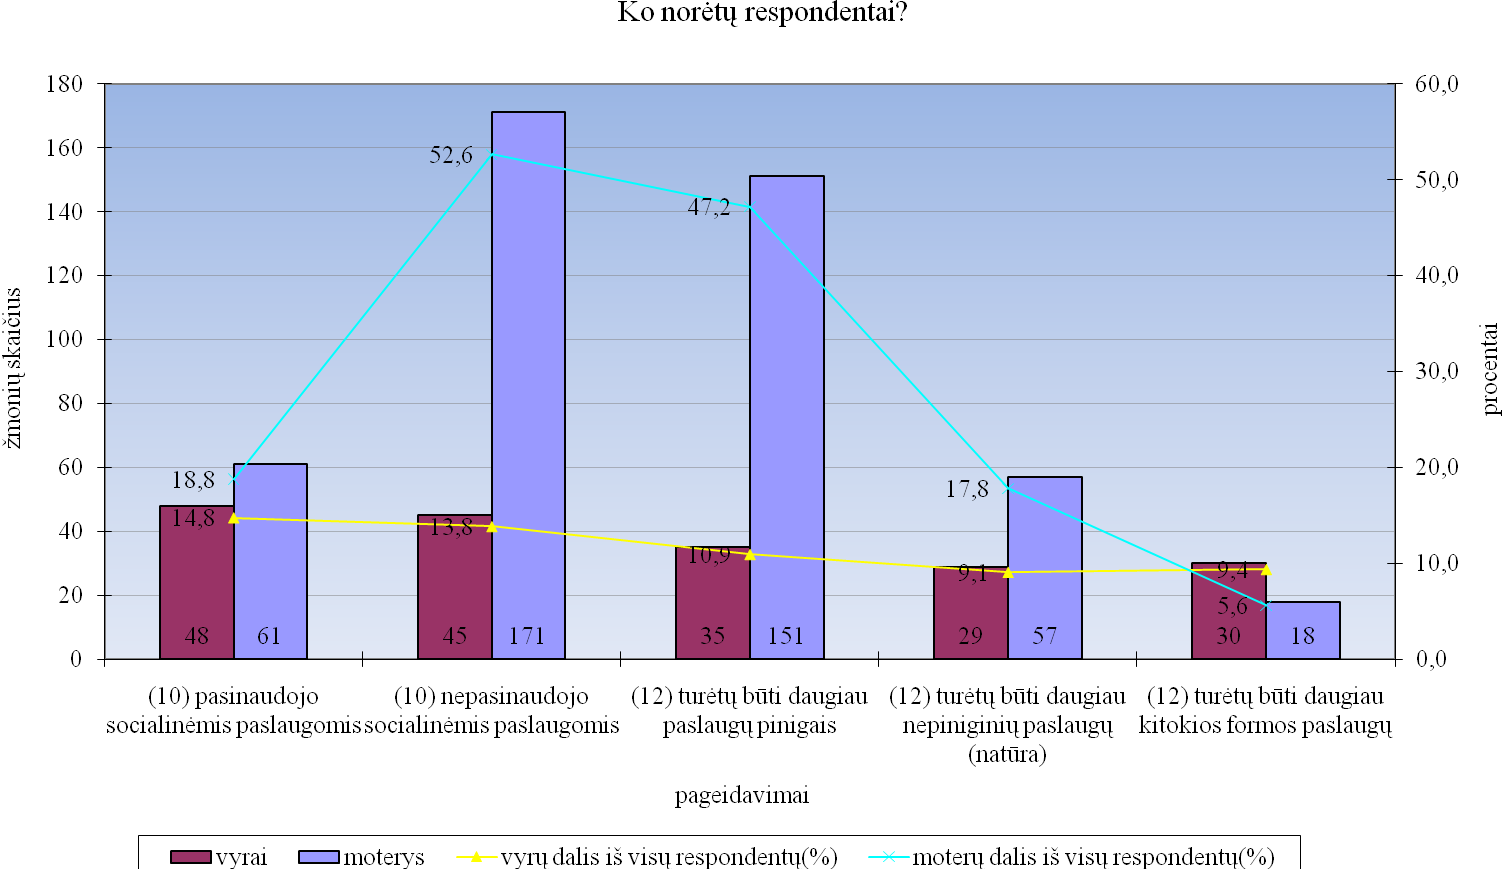 Ko norėtų respondentai?
180
160
140
120
100
80
60
40
20
0
žmonių skaičius
60,0
50,0
40,0
30,0
20,0
10,0
0,0
procentai
52,6
47,2
18,8
17,8
14,8
13,8
10,9
9,1
9,4
5,6
48 61 45 171 35 151 29 57 30 18
(10) pasinaudojo
socialinėmis paslaugomis
(10) nepasinaudojo
socialinėmis paslaugomis
(12) turėtų būti daugiau
paslaugų pinigais
(12) turėtų būti daugiau
nepiniginių paslaugų
(natūra)
(12) turėtų būti daugiau
kitokios formos paslaugų
pageidavimai
vyrai moterys vyrų dalis iš visų respondentų(%) moterų dalis iš visų respondentų(%)